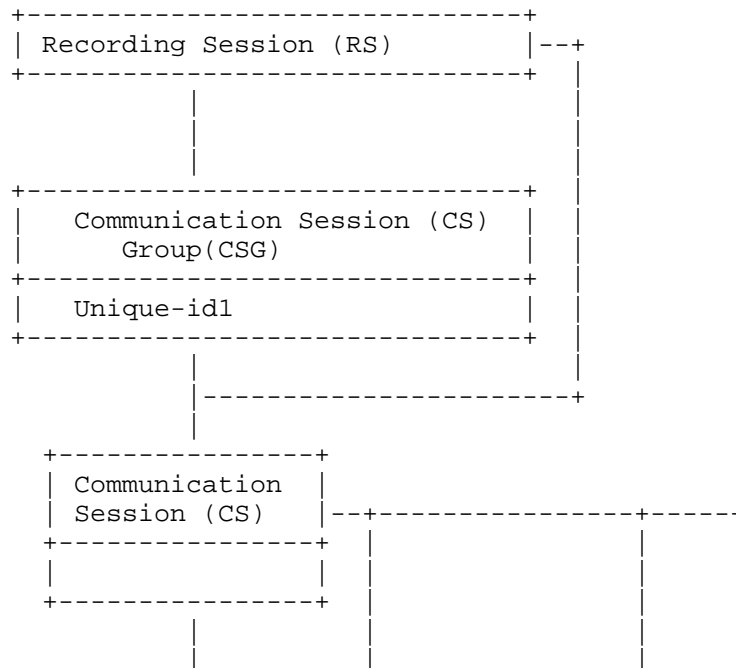 Recording Session (RS)
Communication Session (CS)
Group(CSG)
Unique-id1
Communication
Session (CS)